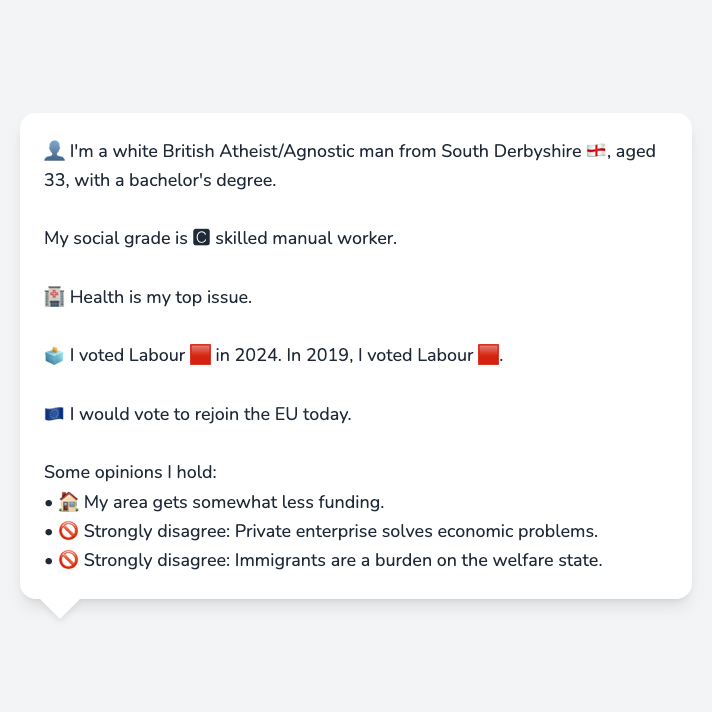 👤 I'm a white British Atheist/Agnostic man from South Derbyshire 🏴󠁧󠁢󠁥󠁮󠁧󠁿, aged
33, with a bachelor's degree.
My social grade is 🅲 skilled manual worker.
🏥 Health is my top issue.
🗳️ I voted Labour 🟥 in 2024. In 2019, I voted Labour 🟥.
🇪🇺 I would vote to rejoin the EU today.
Some opinions I hold:
• 🏠 My area gets somewhat less funding.
• 🚫 Strongly disagree: Private enterprise solves economic problems.
• 🚫 Strongly disagree: Immigrants are a burden on the welfare state.